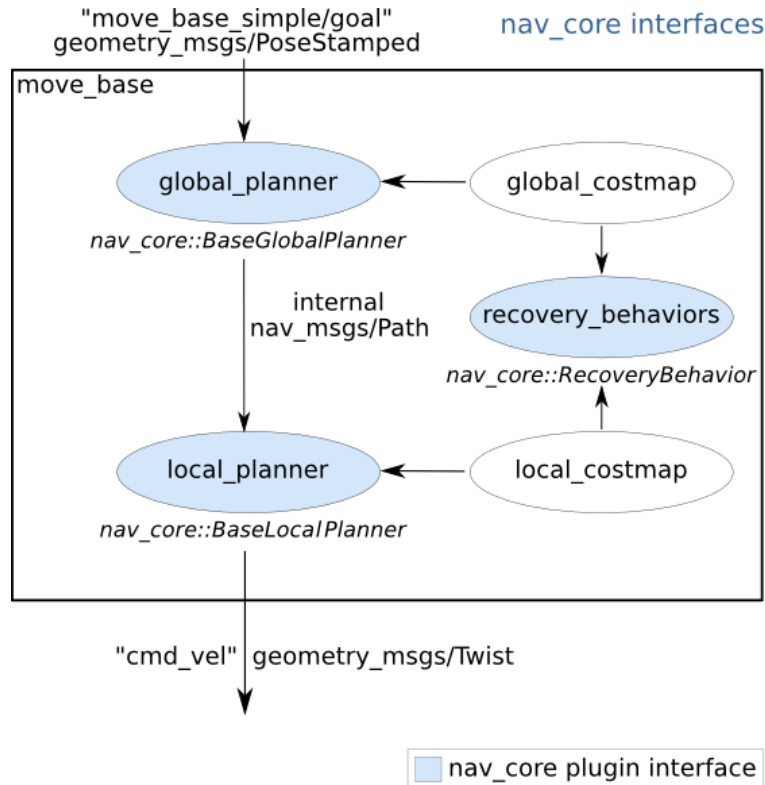 "move_base_simple/goal"
geometry_msgs/PoseStamped
nav_core interfaces
move_base
global_planner
global_costmap
nav_core::BaseGlobalPlanner
internal
nav_msgs/Path
recovery_behaviors
nav_core::RecoveryBehavior
local_planner
local_costmap
nav_core::BaseLocalPlanner
"cmd_vel" geometry_msgs/Twist
nav_core plugin interface